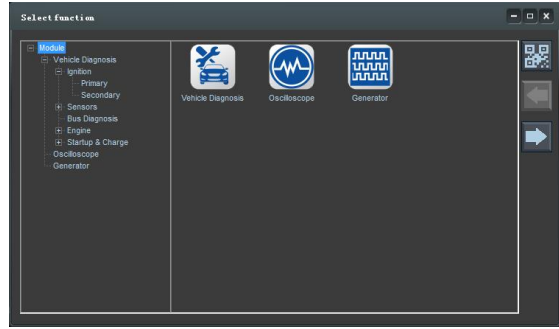 Select function
Module
Vehicle Diagnosis
Ignition
Primary
Secondary
Sensors
Bus Diagnosis
Engine
Startup & Charge
Oscilloscope
Generator
Vehicle Diagnosis
Oscilloscope
Generator